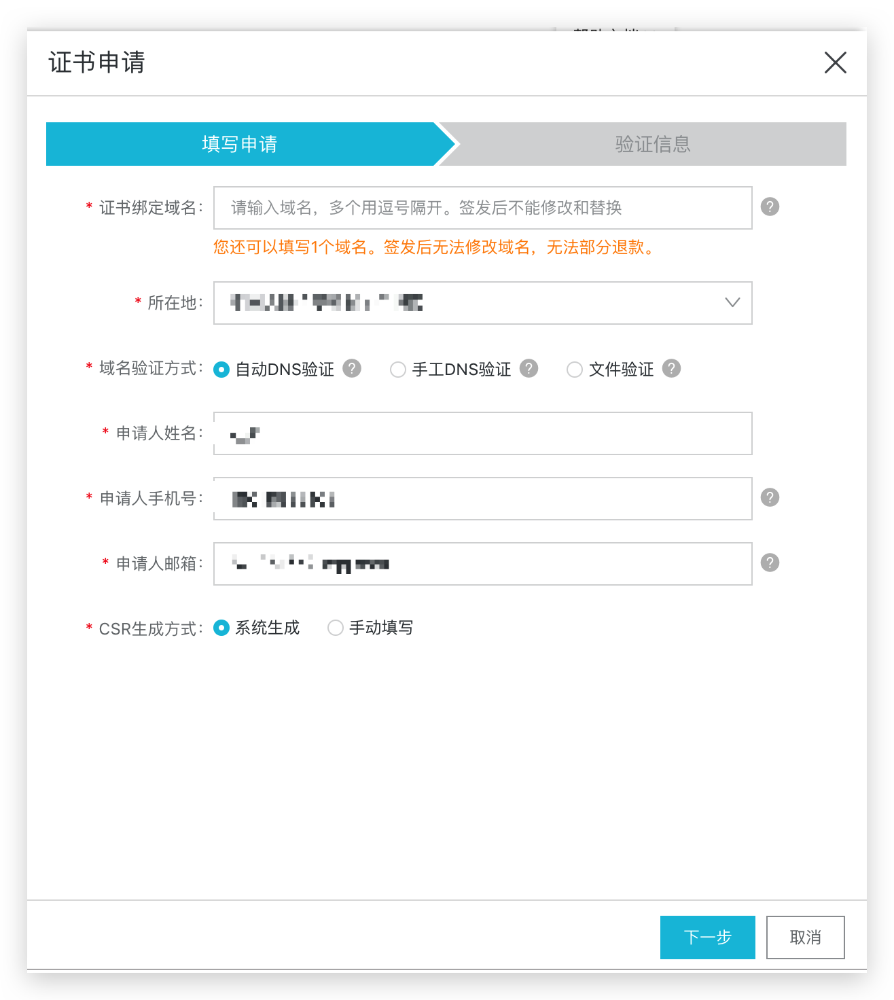 证书申请
填写申请
验证信息
* 证书绑定域名：
请输入域名，多个用逗号隔开。签发后不能修改和替换
您还可以填写1个域名。签发后无法修改域名，无法部分退款。
* 所在地：
* 域名验证方式：
自动DNS验证
手工DNS验证
文件验证
* 申请人姓名：
* 申请人手机号：
* 申请人邮箱：
* CSR生成方式：
系统生成
手动填写
下一步
取消